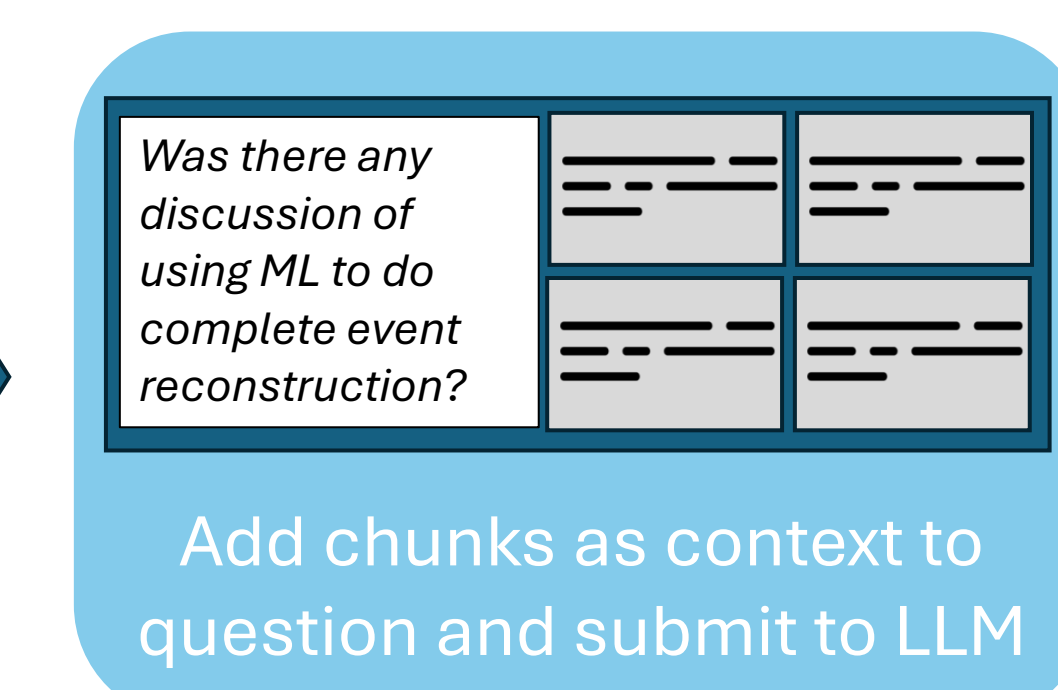 Was there any
discussion of
using ML to do
complete event
reconstruction?
Add chunks as context to
question and submit to LLM